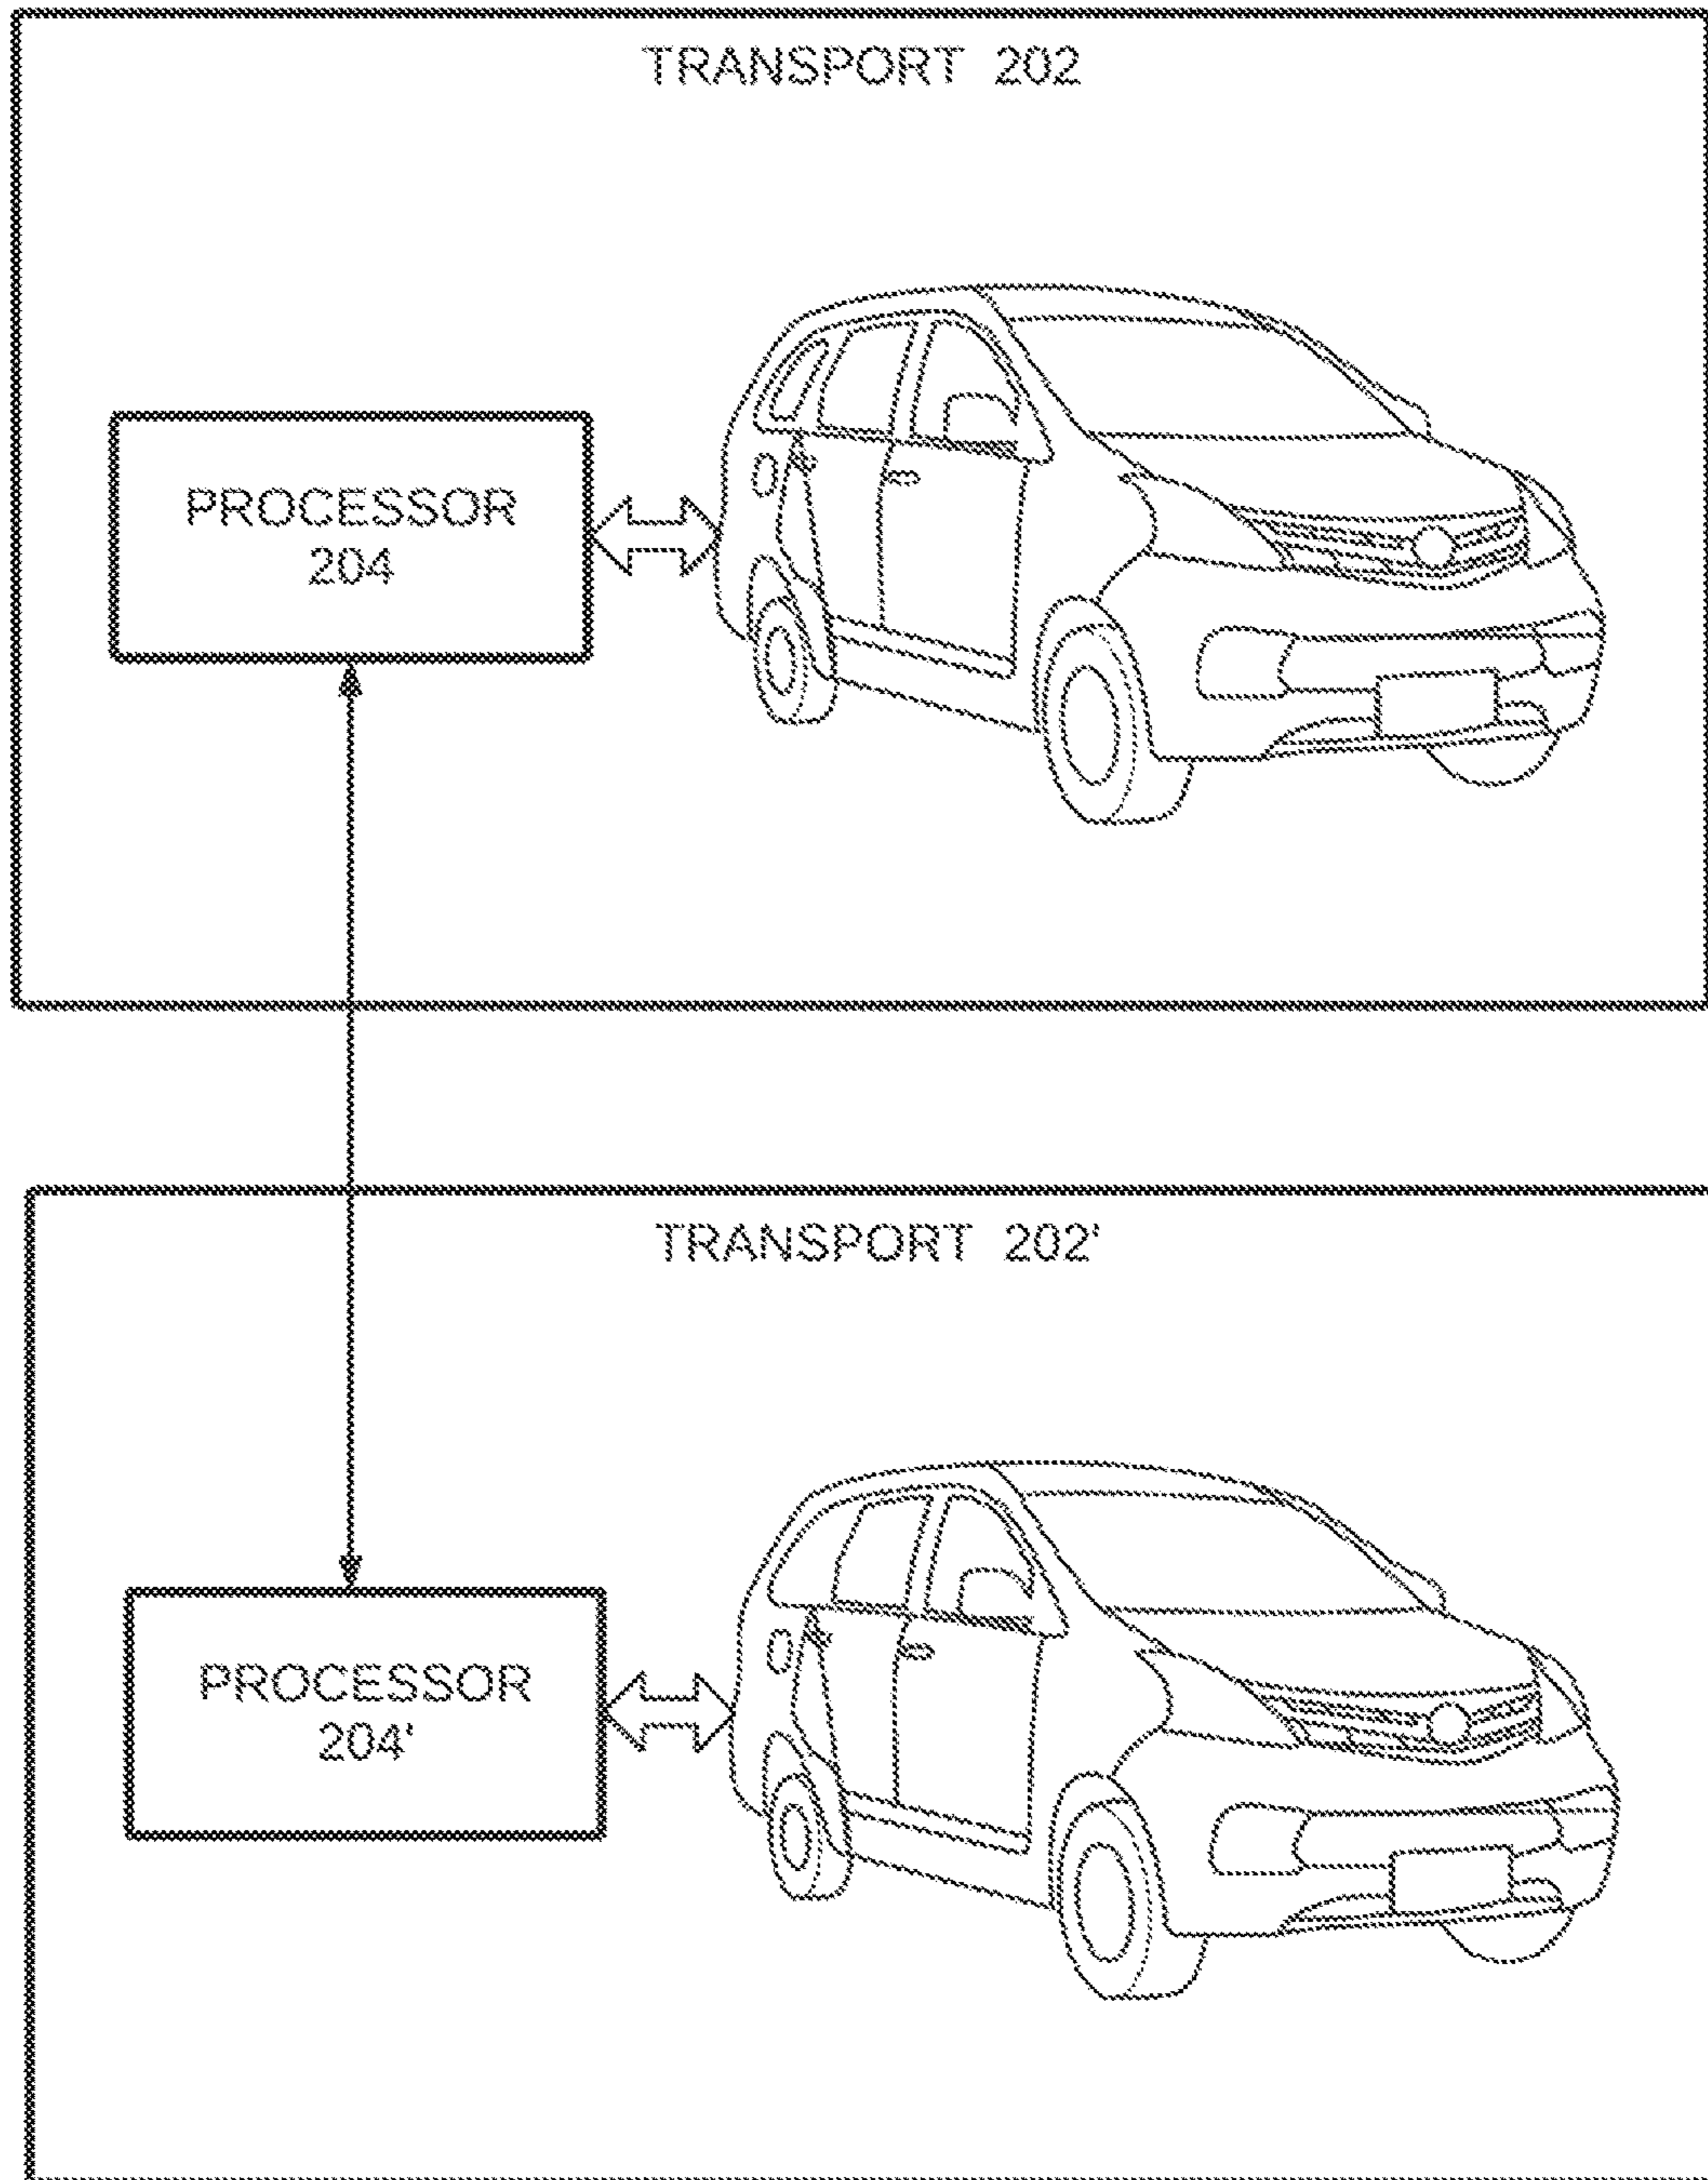 TRANSPORT 202
PROCESSOR
204
TRANSPORT 202'
PROCESSOR
204'